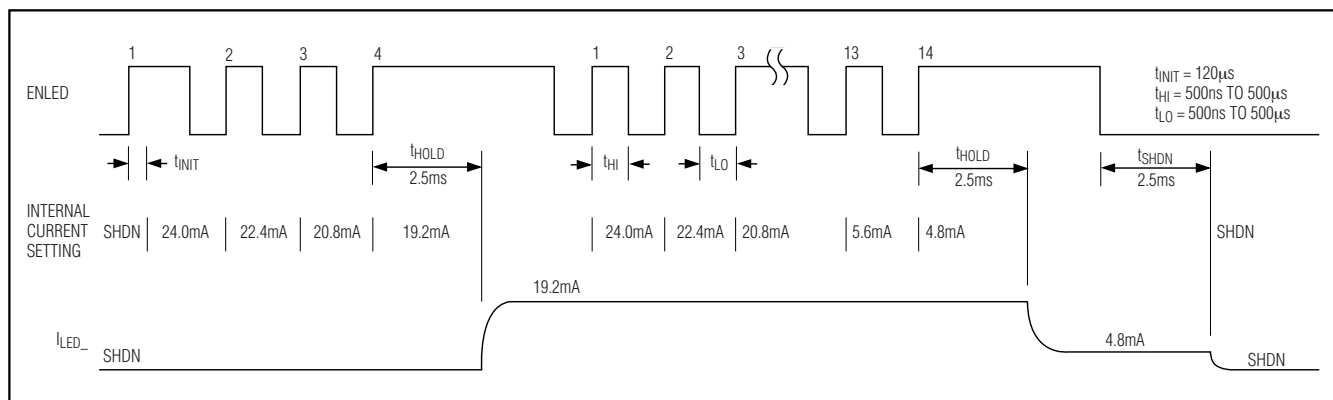 1 2 3 4 1 2 3 13 14
ENLED
tINIT = 120µs
tHI = 500ns TO 500µs
tLO = 500ns TO 500µs
tINIT tHOLD tHI tLO tHOLD tSHDN
2.5ms 2.5ms 2.5ms
INTERNAL
CURRENT
SETTING
SHDN 24.0mA 22.4mA 20.8mA 19.2mA 24.0mA 22.4mA 20.8mA 5.6mA 4.8mA SHDN
19.2mA
ILED_ SHDN 4.8mA SHDN